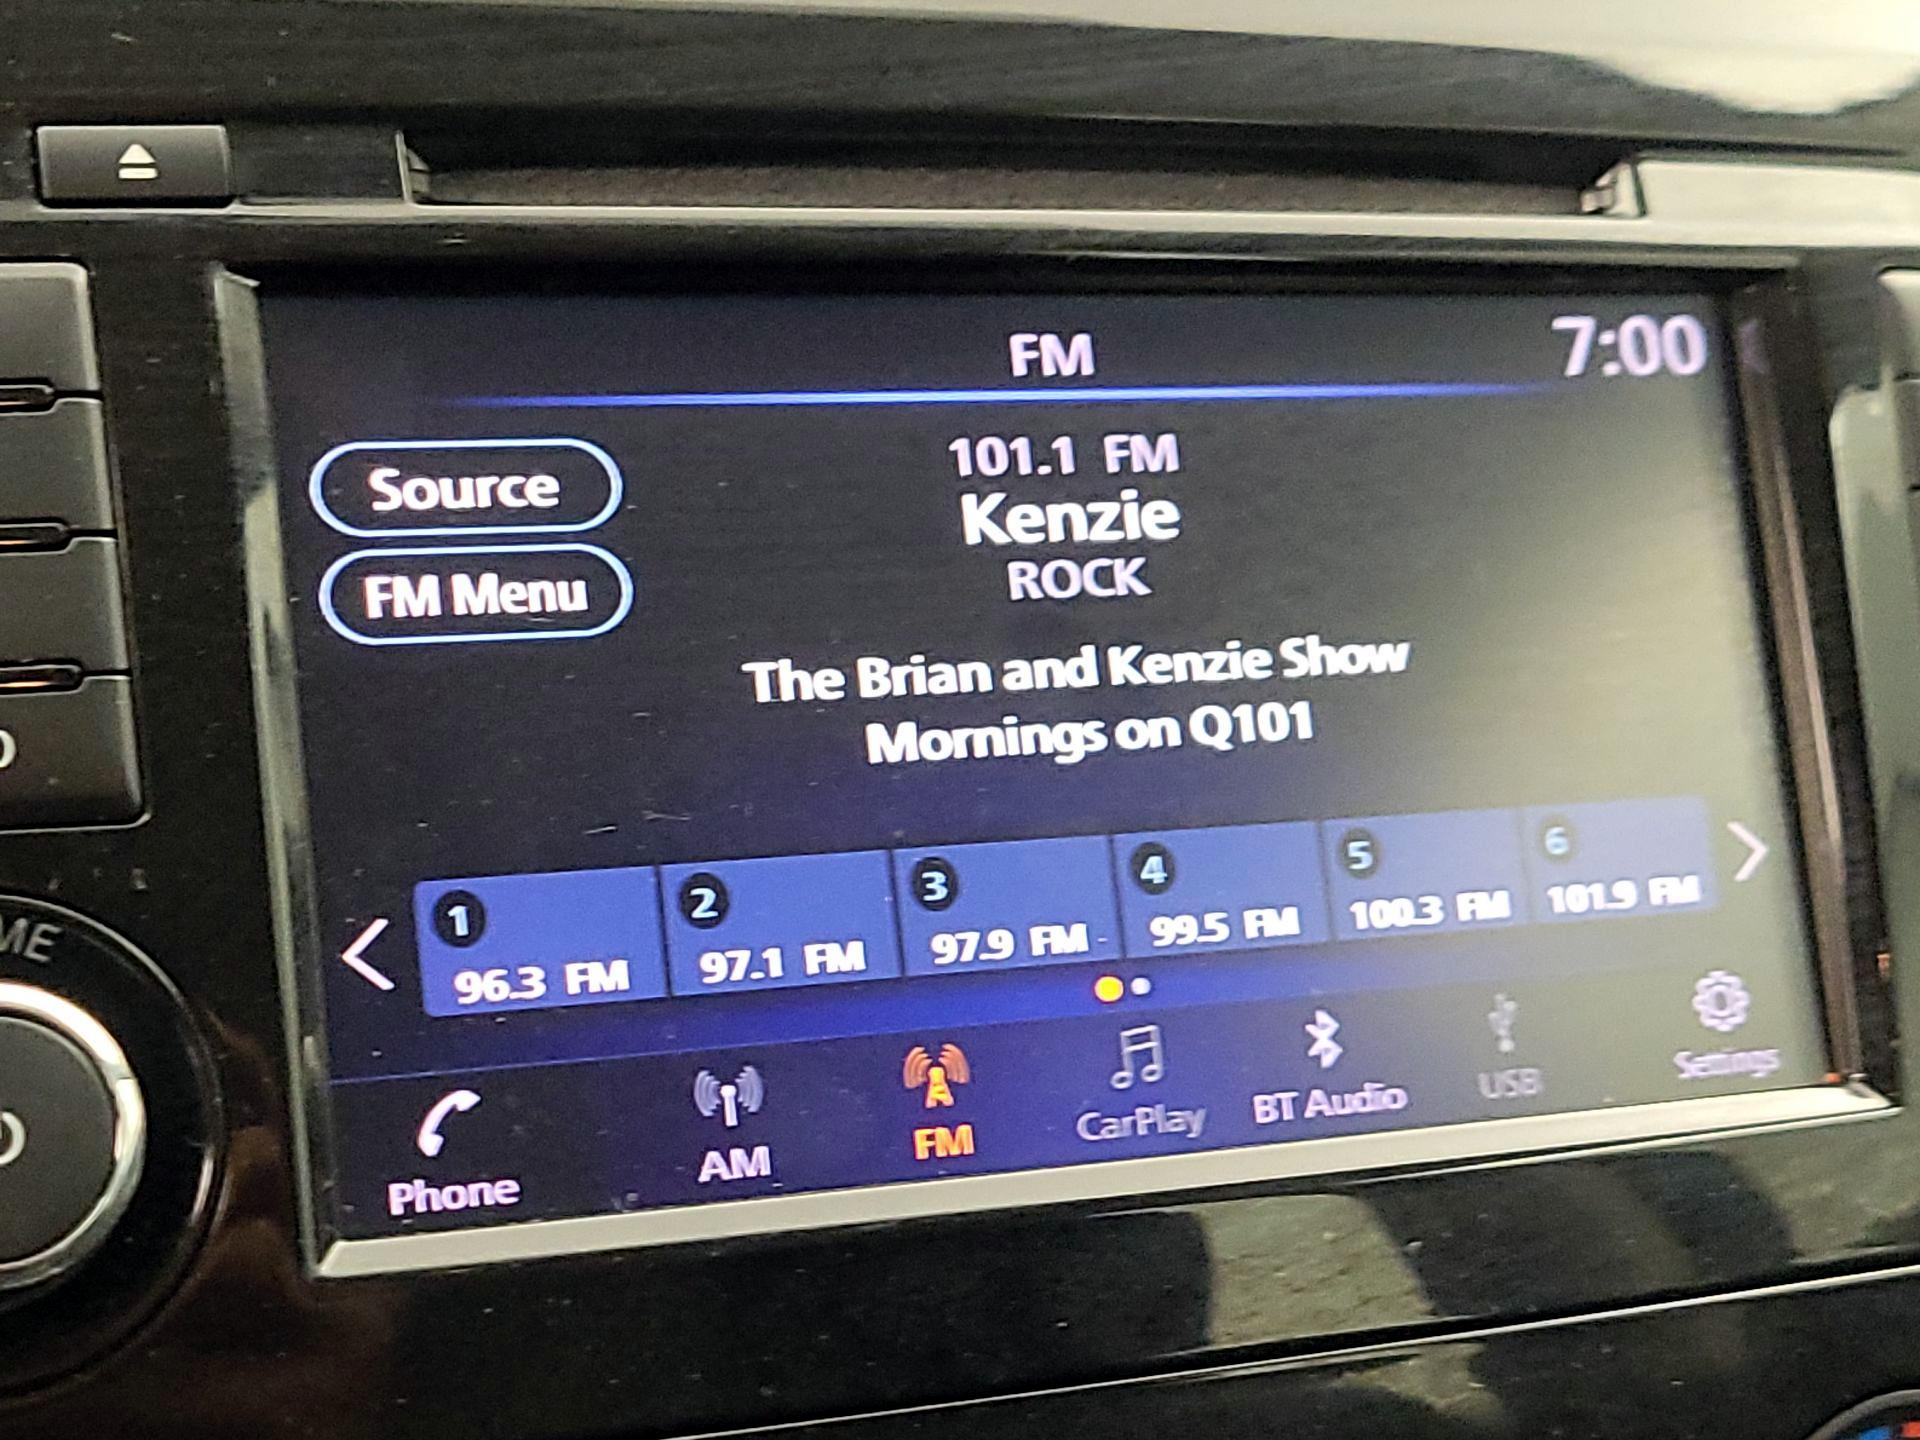 FM
7:00
Source
FM Menu
101.1 FM
Kenzie
ROCK
The Brian and Kenzie Show
Mornings on Q101
1
96.3 FM
2
97.1 FM
3
97.9 FM -
4
99.5 FM
5
100.3 FM
6
101.9 FM
Phone
AM
FM
CarPlay
BT Audio
USB
Settings